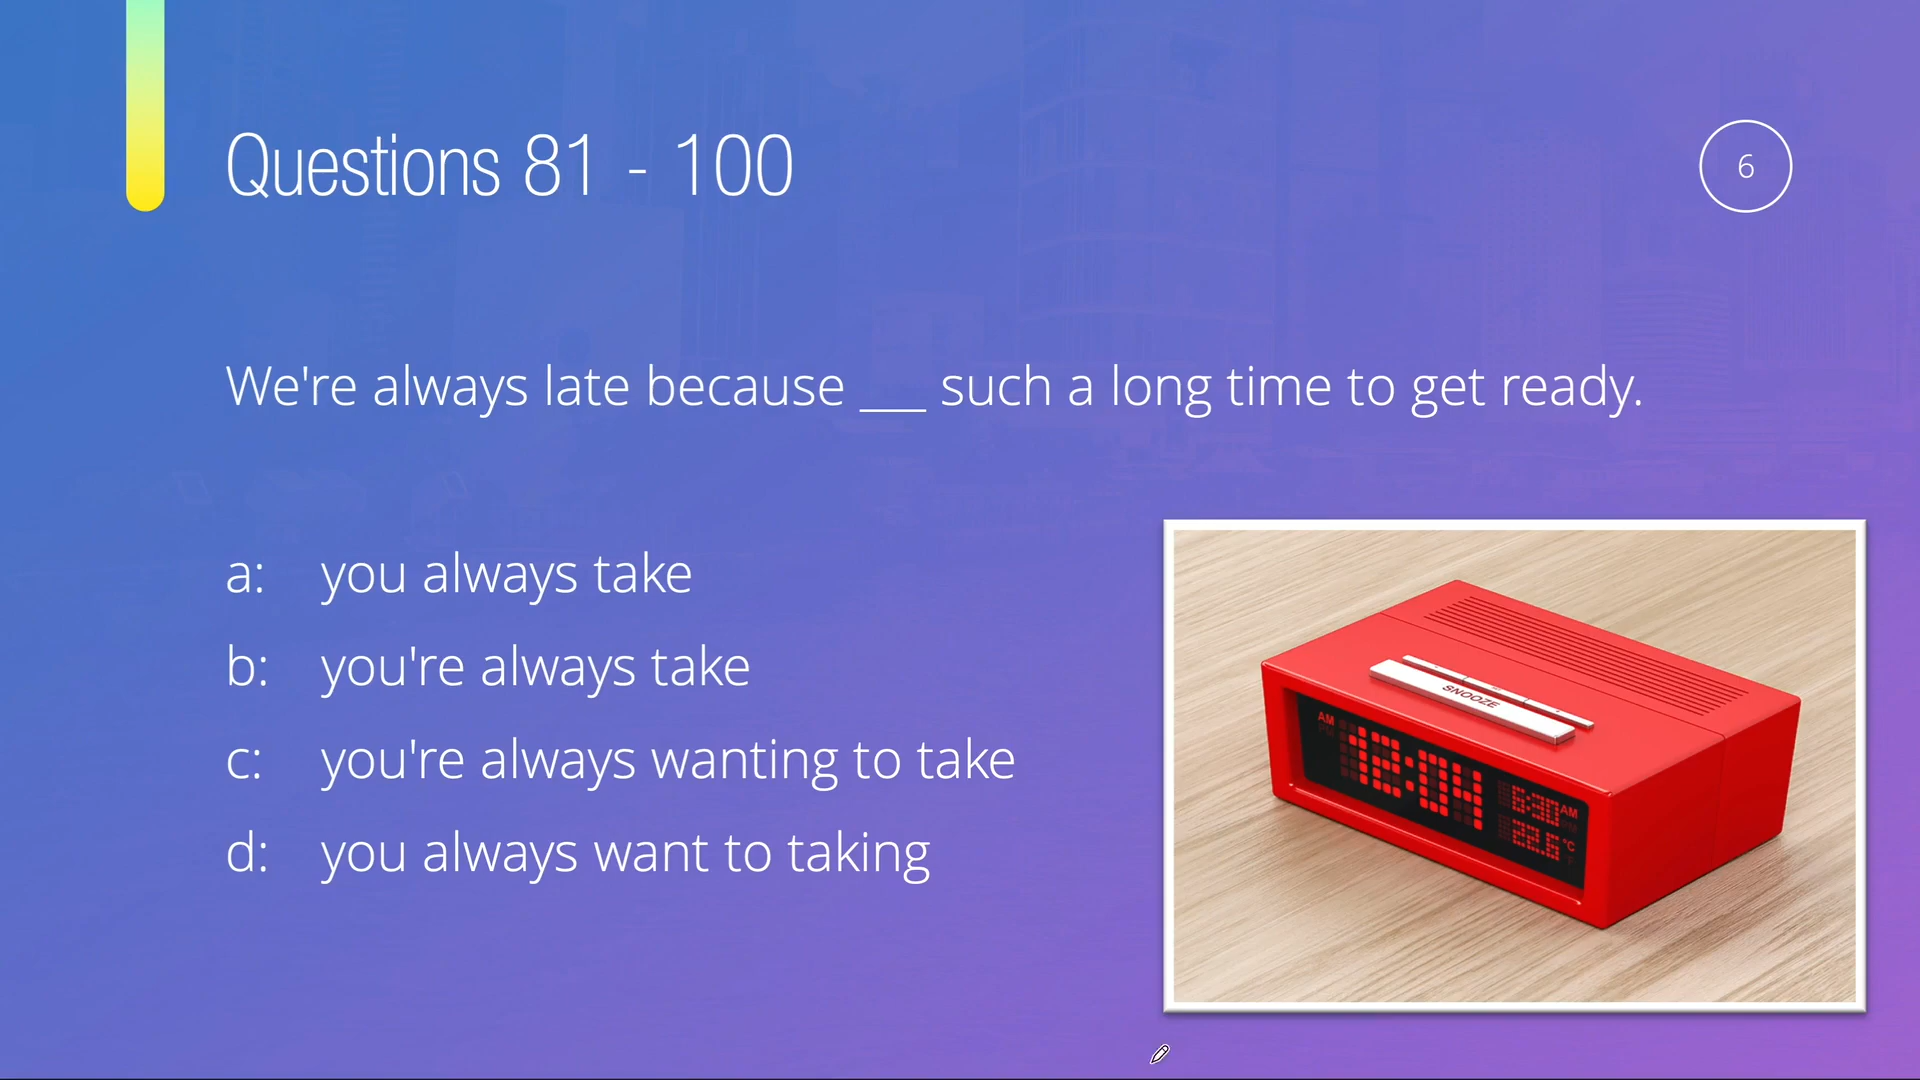 Questions 81 - 100
6
We're always late because ___ such a long time to get ready.
a: you always take
b: you're always take
c: you're always wanting to take
d: you always want to taking
SNOOZE
AM
12:04
6:30 AM
22.6 °C